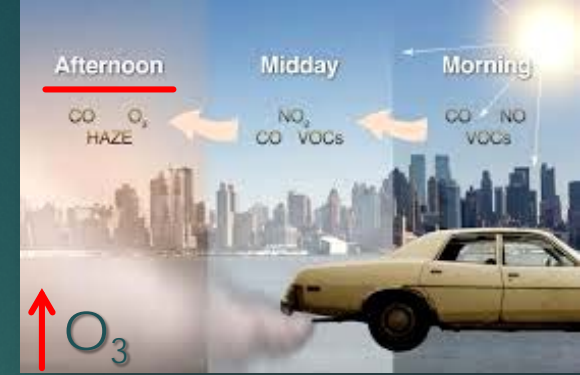 Afternoon
CO O₃
HAZE
Midday
NO₂
CO VOCs
Morning
CO NO
VOCs
O₃